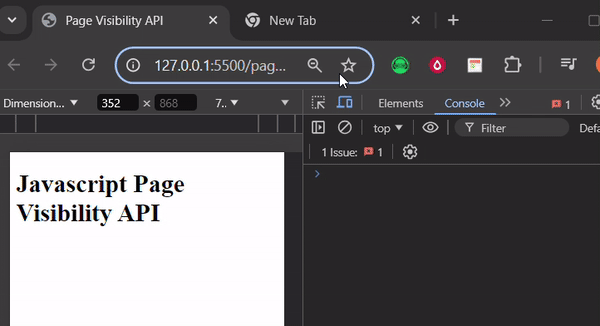 Page Visibility API
New Tab
127.0.0.1:5500/pag...
Dimension...
352
×
868
7..
Elements
Console
1
top
Filter
Defa
1 Issue:
1
Javascript Page
Visibility API